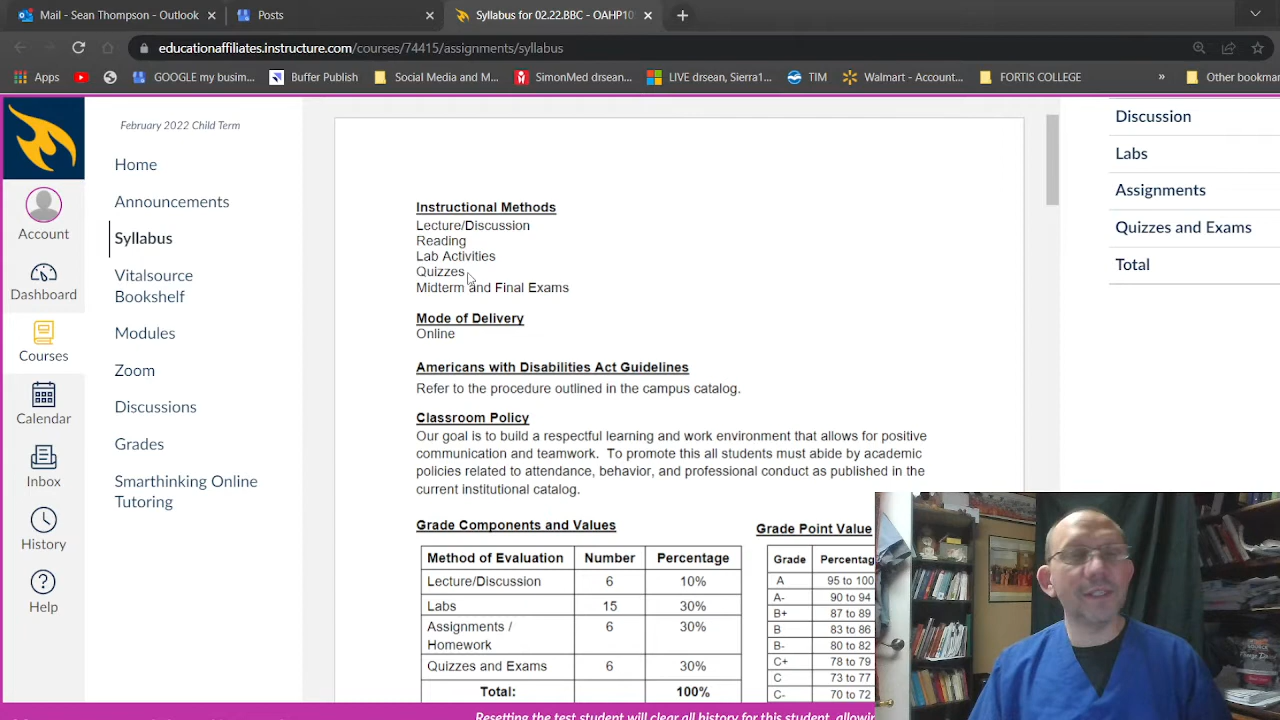 Mail - Sean Thompson - Outlook
Posts
Syllabus for 02.22.BBC - OAHP10
educationaffiliates.instructure.com/courses/74415/assignments/syllabus
Apps
GOOGLE my busim...
Buffer Publish
Social Media and M...
SimonMed drsean,...
LIVE drsean, Sierra1...
TIM
Walmart - Account...
FORTIS COLLEGE
»
Other bookmar
February 2022 Child Term
Home
Announcements
Syllabus
Vitalsource
Bookshelf
Modules
Zoom
Discussions
Grades
Smarthinking Online
Tutoring
Account
Dashboard
Courses
Calendar
Inbox
History
Help
Instructional Methods
Lecture/Discussion
Reading
Lab Activities
Quizzes
Midterm and Final Exams
Mode of Delivery
Online
Americans with Disabilities Act Guidelines
Refer to the procedure outlined in the campus catalog.
Classroom Policy
Our goal is to build a respectful learning and work environment that allows for positive
communication and teamwork. To promote this all students must abide by academic
policies related to attendance, behavior, and professional conduct as published in the
current institutional catalog.
Grade Components and Values
Method of Evaluation Number Percentage
Lecture/Discussion 6 10%
Labs 15 30%
Assignments / 6 30%
Homework
Quizzes and Exams 6 30%
Total: 100%
Grade Point Value
Grade Percentag
A 95 to 100
A- 90 to 94
B+ 87 to 89
B 83 to 86
B- 80 to 82
C+ 78 to 79
C 73 to 77
C- 70 to 72
Discussion
Labs
Assignments
Quizzes and Exams
Total
Resetting the test student will clear all history for this student, allowin